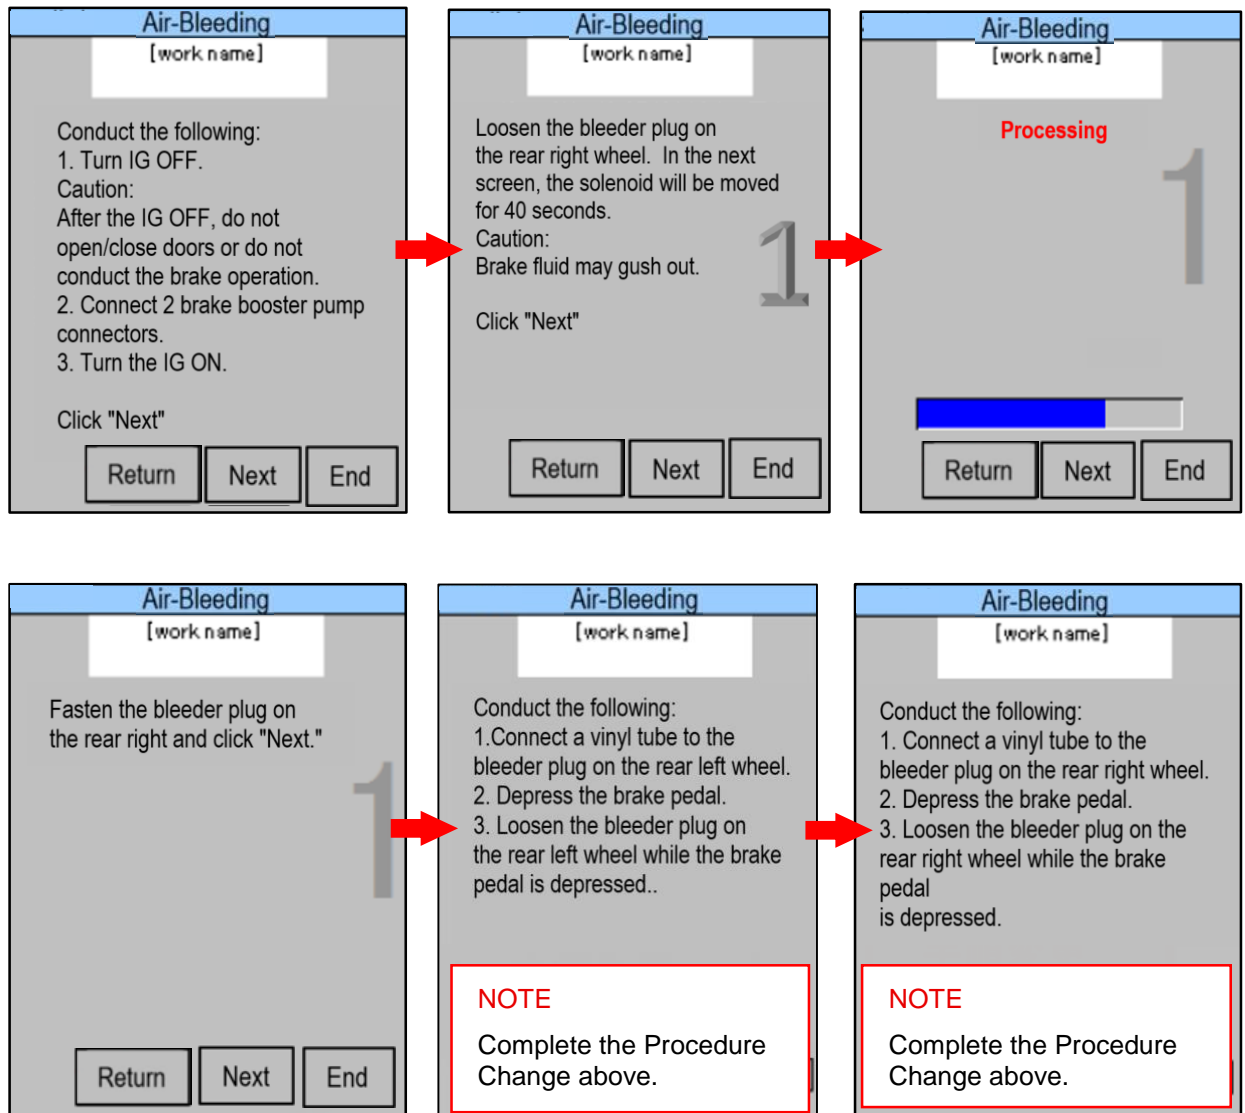 Air-Bleeding
[work name]
Conduct the following:
1. Turn IG OFF.
Caution:
After the IG OFF, do not
open/close doors or do not
conduct the brake operation.
2. Connect 2 brake booster pump
connectors.
3. Turn the IG ON.
Click "Next"
Return Next End
Air-Bleeding
[work name]
Loosen the bleeder plug on
the rear right wheel. In the next
screen, the solenoid will be moved
for 40 seconds.
Caution:
Brake fluid may gush out.
1
Click "Next"
Return Next End
Air-Bleeding
[work name]
Processing
1
Return Next End
Air-Bleeding
[work name]
Fasten the bleeder plug on
the rear right and click "Next."
1
Return Next End
Air-Bleeding
[work name]
Conduct the following:
1.Connect a vinyl tube to the
bleeder plug on the rear left wheel.
2. Depress the brake pedal.
3. Loosen the bleeder plug on
the rear left wheel while the brake
pedal is depressed..
NOTE
Complete the Procedure
Change above.
Air-Bleeding
[work name]
Conduct the following:
1. Connect a vinyl tube to the
bleeder plug on the rear right wheel.
2. Depress the brake pedal.
3. Loosen the bleeder plug on the
rear right wheel while the brake
pedal
is depressed.
NOTE
Complete the Procedure
Change above.